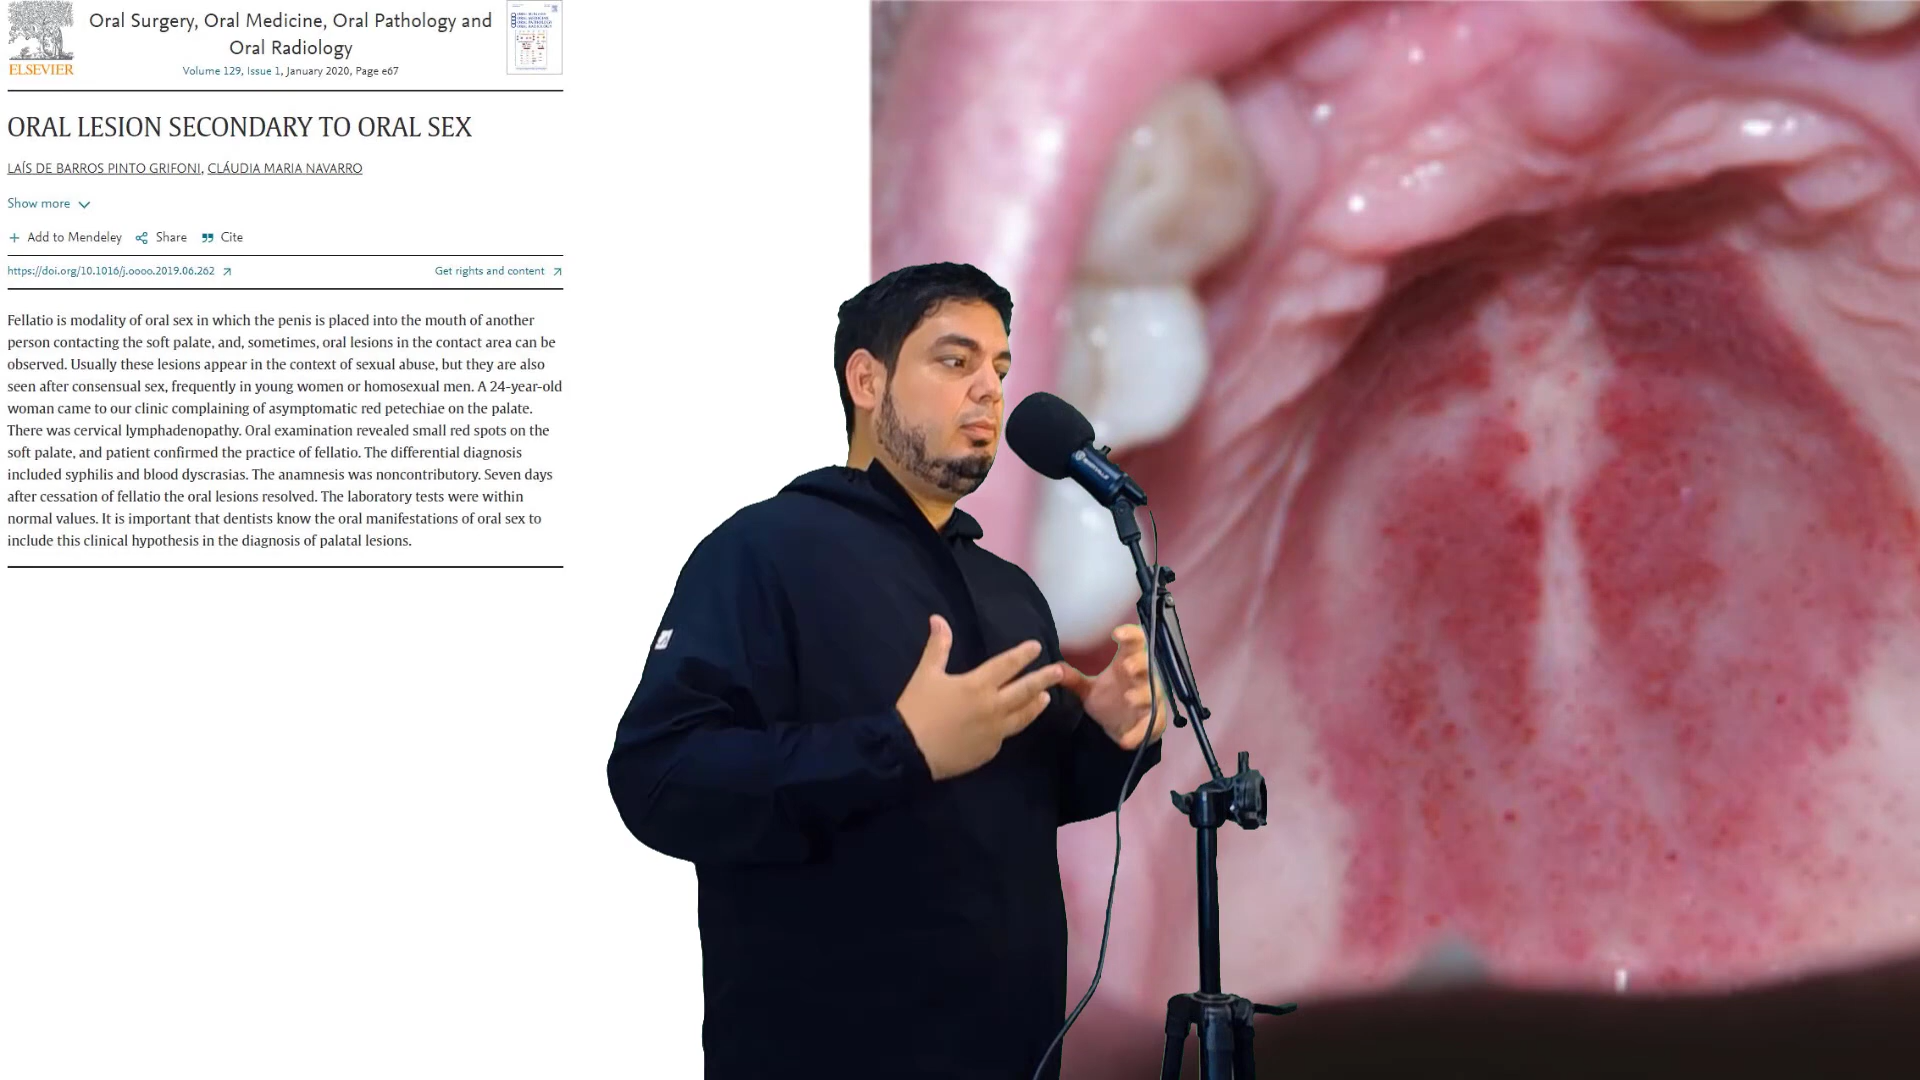 Oral Surgery, Oral Medicine, Oral Pathology and
Oral Radiology
Volume 129, Issue 1, January 2020, Page e67
ELSEVIER
ORAL LESION SECONDARY TO ORAL SEX
LAÍS DE BARROS PINTO GRIFONI, CLÁUDIA MARIA NAVARRO
Show more
+ Add to Mendeley Share Cite
https://doi.org/10.1016/j.oooo.2019.06.262 Get rights and content
Fellatio is modality of oral sex in which the penis is placed into the mouth of another
person contacting the soft palate, and, sometimes, oral lesions in the contact area can be
observed. Usually these lesions appear in the context of sexual abuse, but they are also
seen after consensual sex, frequently in young women or homosexual men. A 24-year-old
woman came to our clinic complaining of asymptomatic red petechiae on the palate.
There was cervical lymphadenopathy. Oral examination revealed small red spots on the
soft palate, and patient confirmed the practice of fellatio. The differential diagnosis
included syphilis and blood dyscrasias. The anamnesis was noncontributory. Seven days
after cessation of fellatio the oral lesions resolved. The laboratory tests were within
normal values. It is important that dentists know the oral manifestations of oral sex to
include this clinical hypothesis in the diagnosis of palatal lesions.